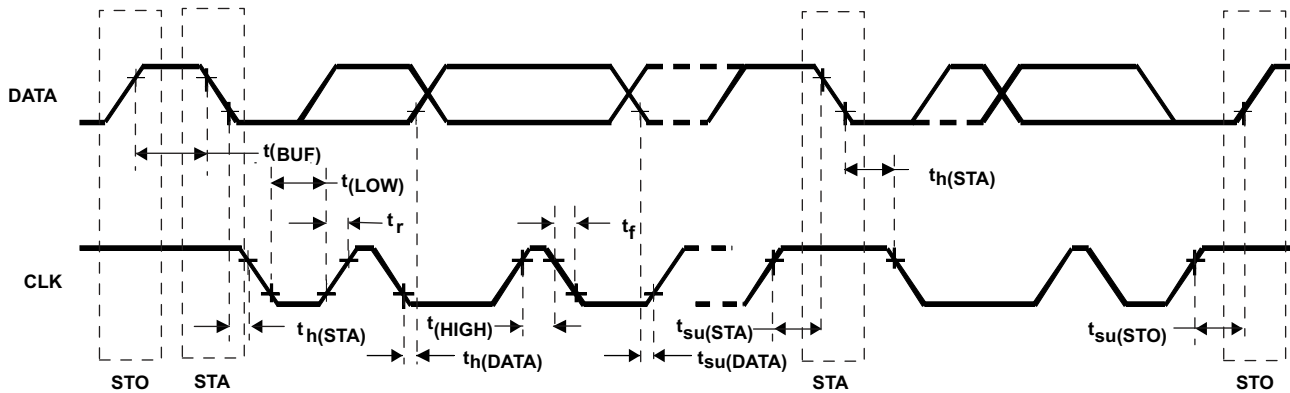 DATA
t(BUF)
t(LOW)
th(STA)
tr
tf
CLK
th(STA)
t(HIGH)
th(DATA)
tsu(DATA)
tsu(STA)
tsu(STO)
STO
STA
STA
STO